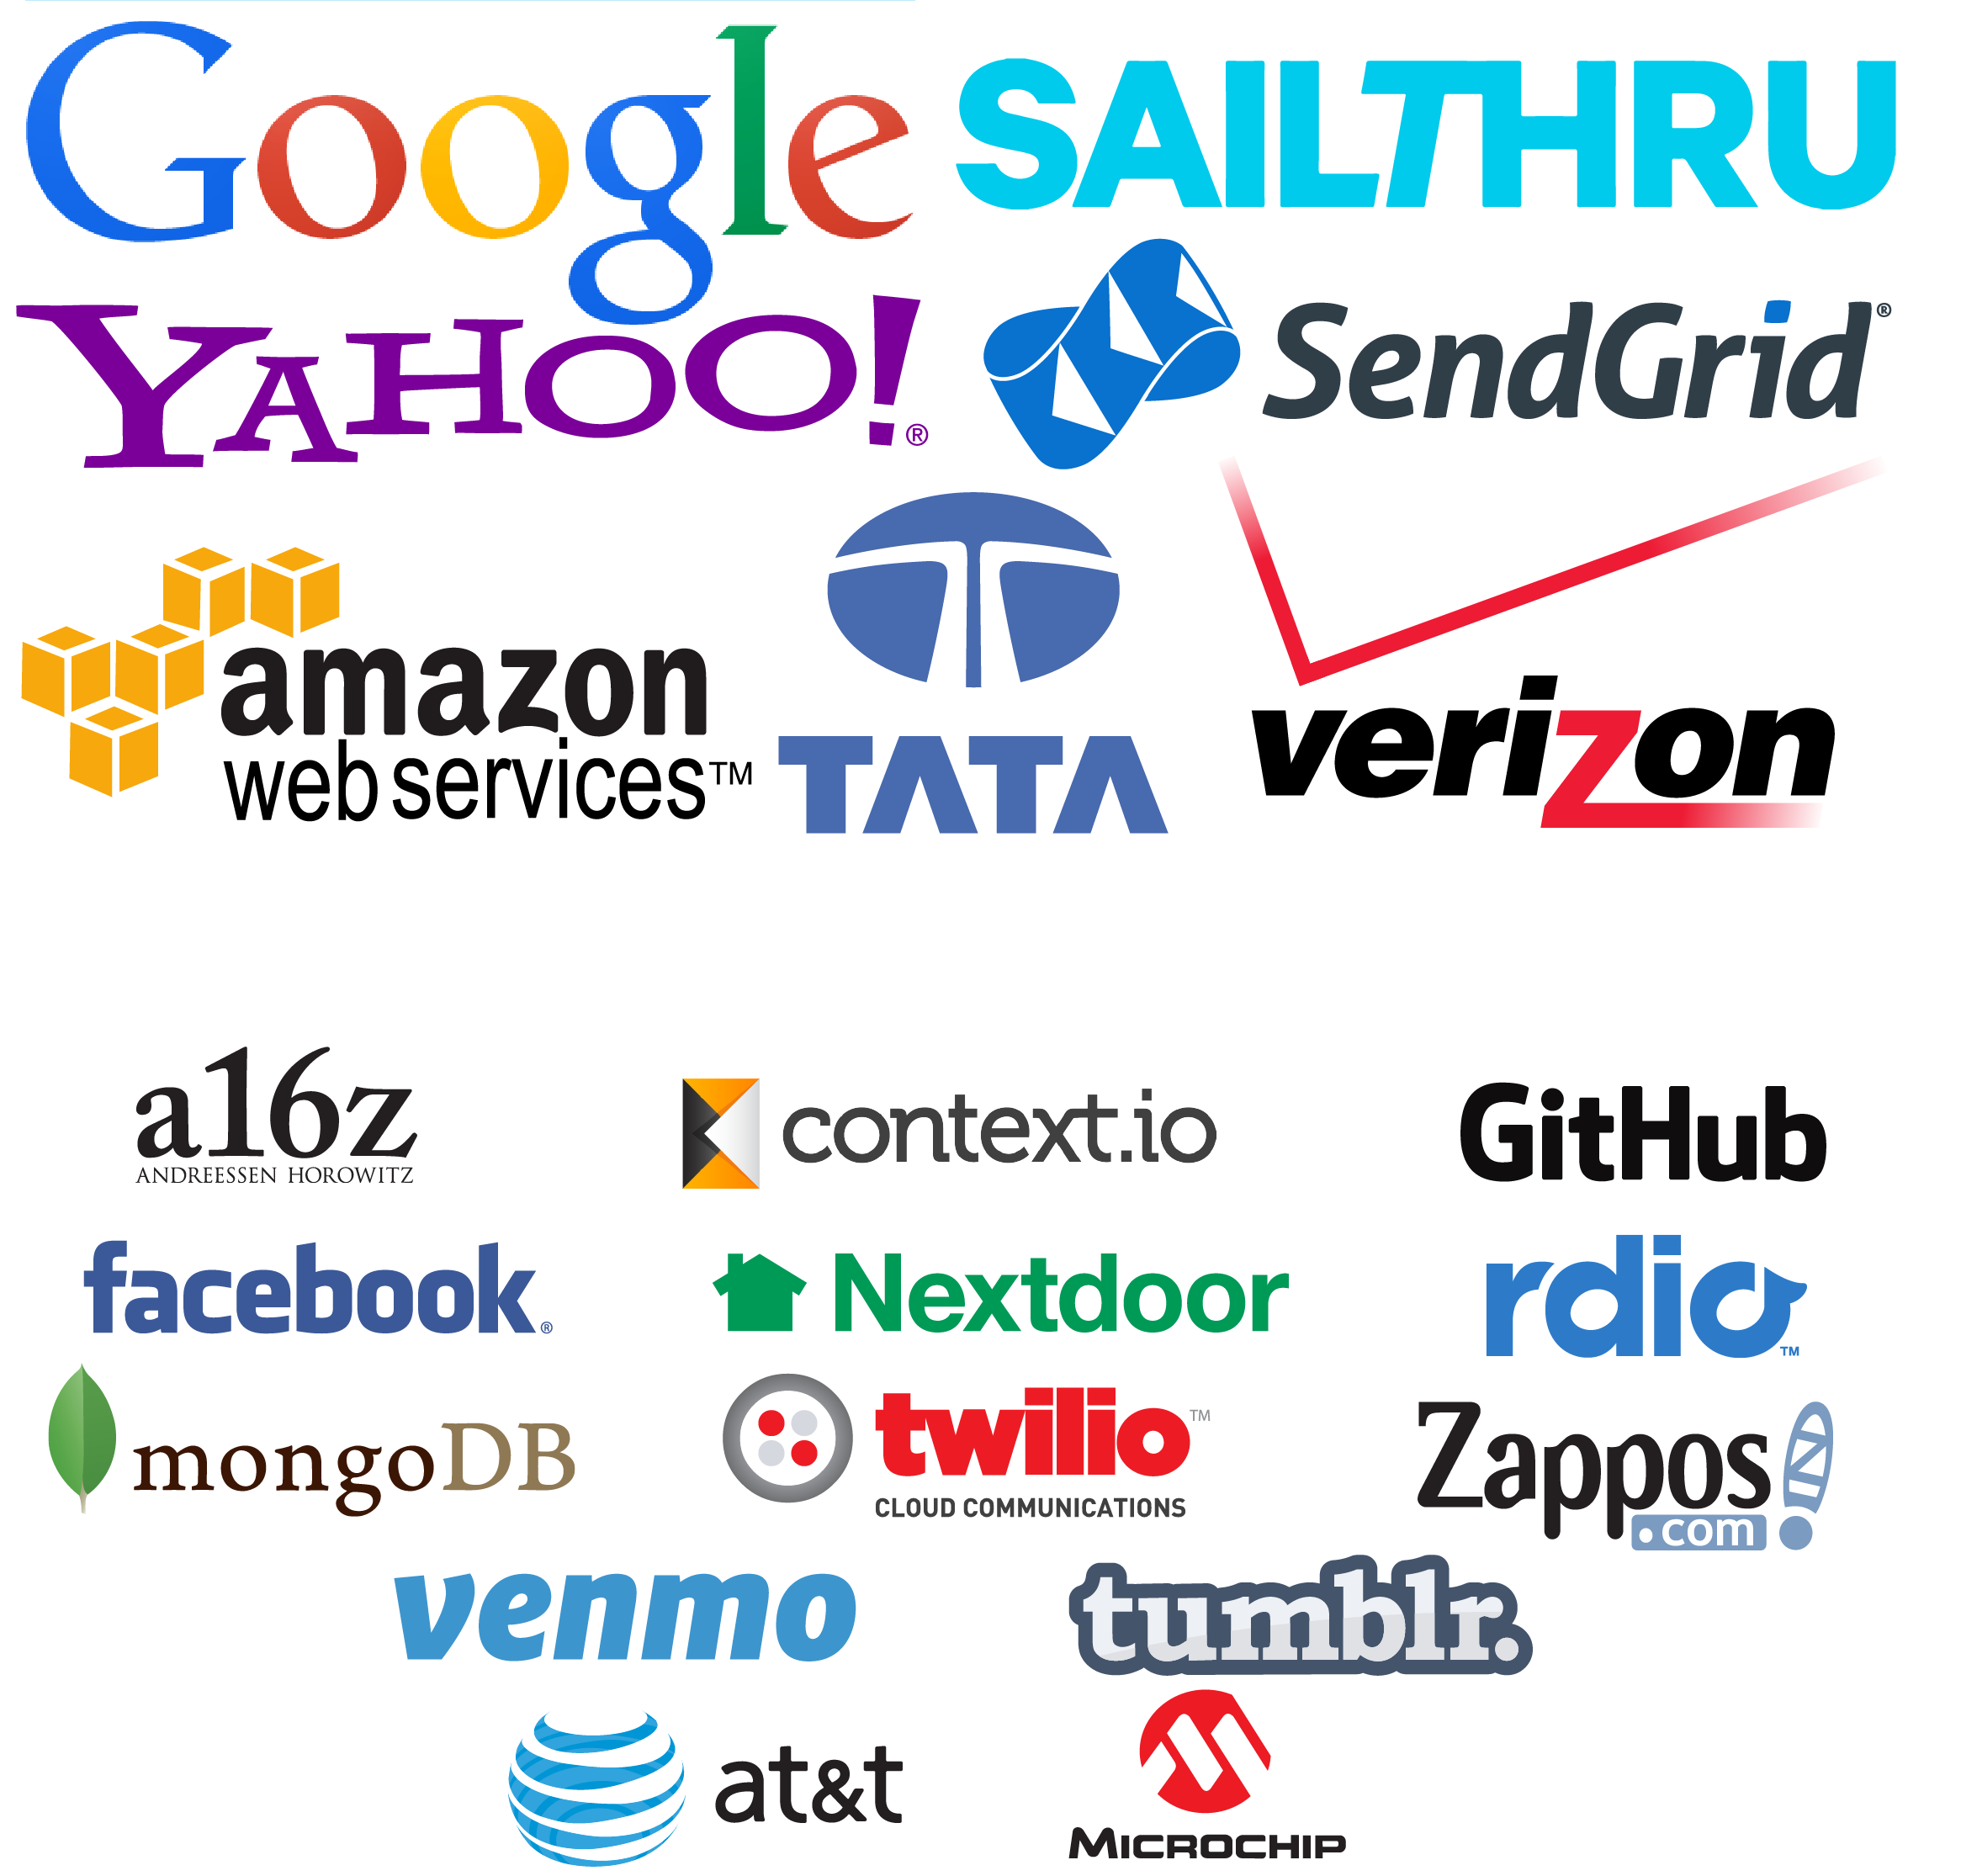 Google
SAILTHRU
YAHOO!®
SendGrid®
amazon
web services™
TATA
verizon
a16z
ANDREESSEN HOROWITZ
context.io
GitHub
facebook®
Nextdoor
rdio™
mongoDB
twilio™
CLOUD COMMUNICATIONS
Zappos
.com
venmo
tumblr.
at&t
MICROCHIP